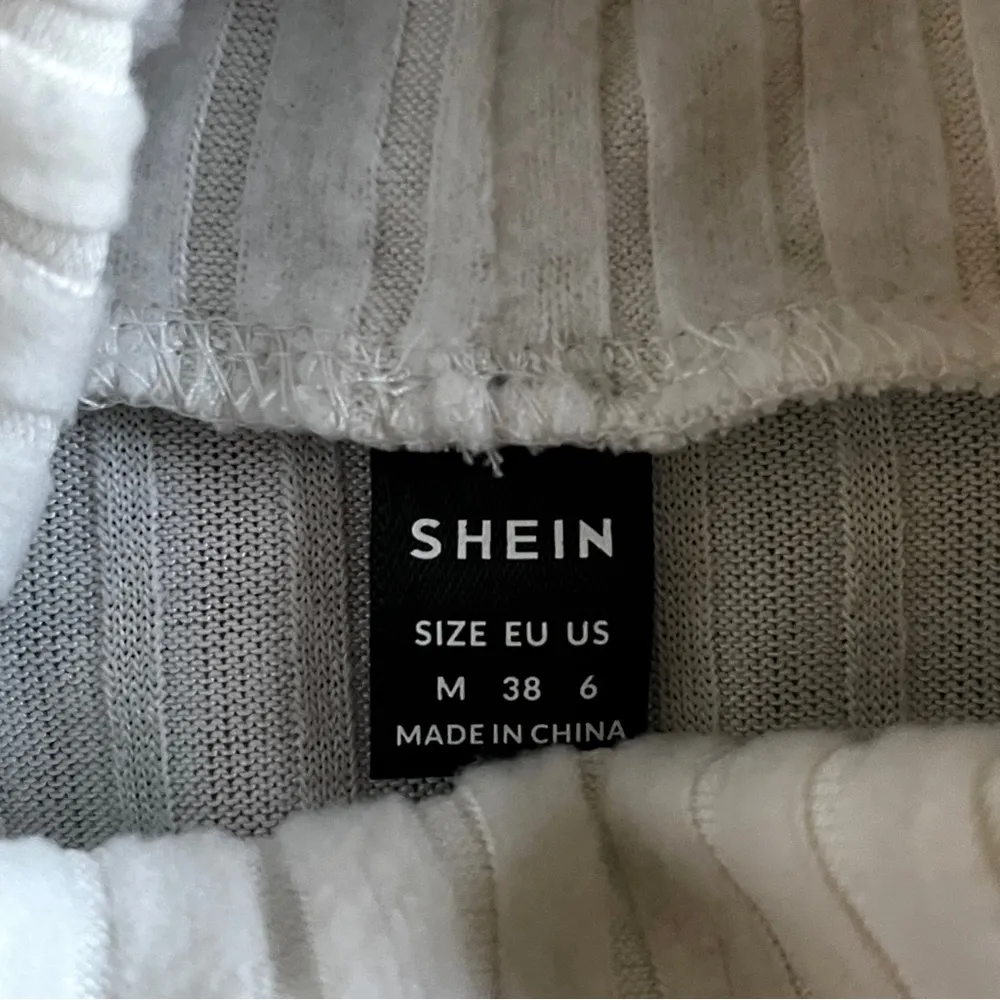 SHEIN
SIZE EU US
M 38 6
MADE IN CHINA